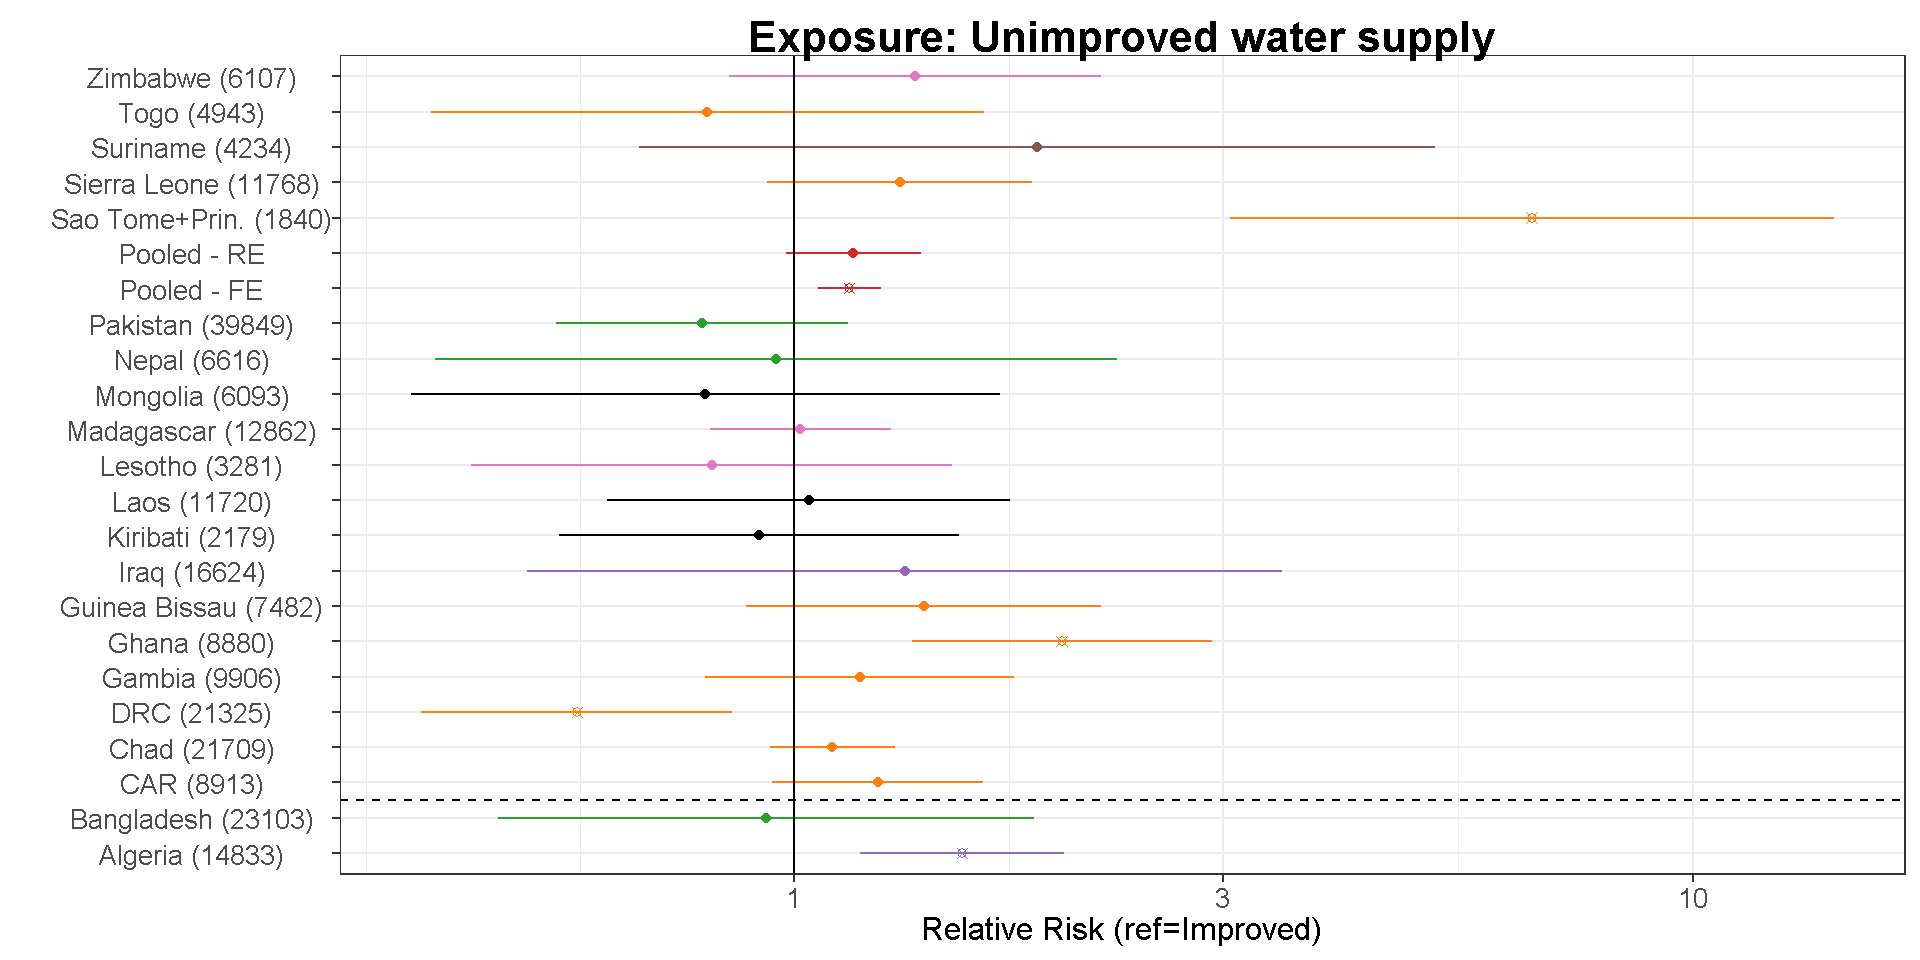 Exposure: Unimproved water supply
Zimbabwe (6107)
Togo (4943)
Suriname (4234)
Sierra Leone (11768)
Sao Tome+Prin. (1840)
Pooled - RE
Pooled - FE
Pakistan (39849)
Nepal (6616)
Mongolia (6093)
Madagascar (12862)
Lesotho (3281)
Laos (11720)
Kiribati (2179)
Iraq (16624)
Guinea Bissau (7482)
Ghana (8880)
Gambia (9906)
DRC (21325)
Chad (21709)
CAR (8913)
Bangladesh (23103)
Algeria (14833)
1 3 10
Relative Risk (ref=Improved)